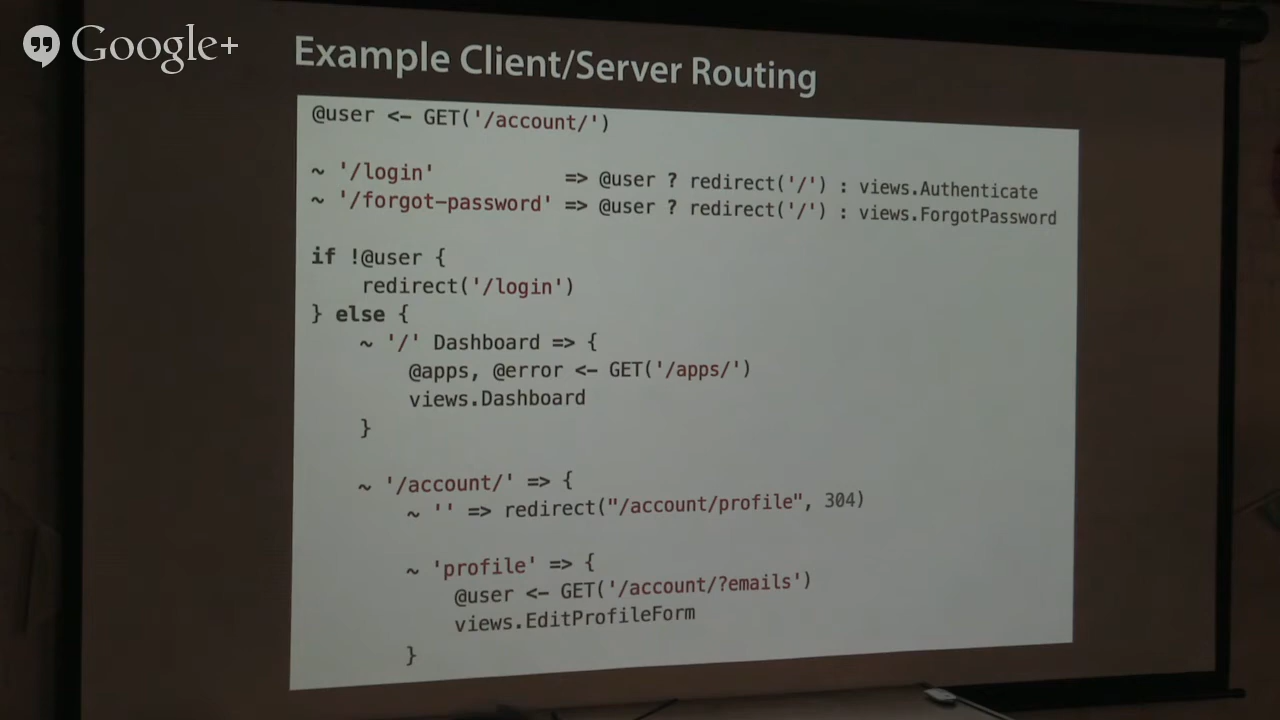 Google+
Example Client/Server Routing
@user <- GET('/account/')
~ '/login' => @user ? redirect('/') : views.Authenticate
~ '/forgot-password' => @user ? redirect('/') : views.ForgotPassword
if !@user {
redirect('/login')
} else {
~ '/' Dashboard => {
@apps, @error <- GET('/apps/')
views.Dashboard
}
~ '/account/' => {
~ '' => redirect("/account/profile", 304)
~ 'profile' => {
@user <- GET('/account/?emails')
views.EditProfileForm
}